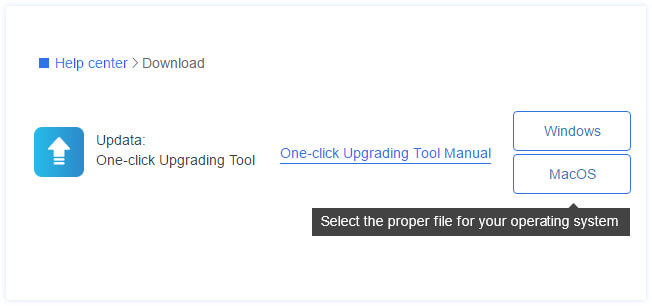 Help center > Download
Updata:
One-click Upgrading Tool
One-click Upgrading Tool Manual
Windows
MacOS
Select the proper file for your operating system